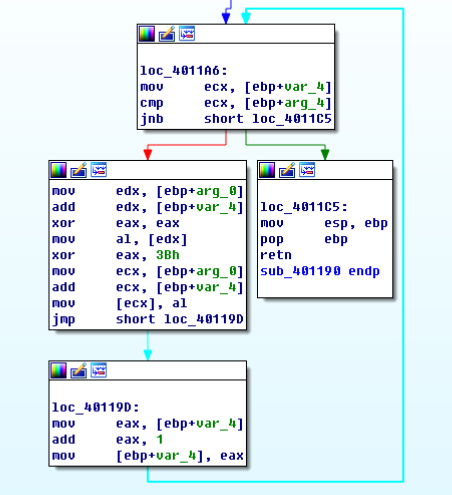 loc_4011A6:
mov ecx, [ebp+var_4]
cmp ecx, [ebp+arg_4]
jnb short loc_4011C5
mov edx, [ebp+arg_0]
add edx, [ebp+var_4]
xor eax, eax
mov al, [edx]
xor eax, 3Bh
mov ecx, [ebp+arg_0]
add ecx, [ebp+var_4]
mov [ecx], al
jmp short loc_40119D
loc_4011C5:
mov esp, ebp
pop ebp
retn
sub_401190 endp
loc_40119D:
mov eax, [ebp+var_4]
add eax, 1
mov [ebp+var_4], eax